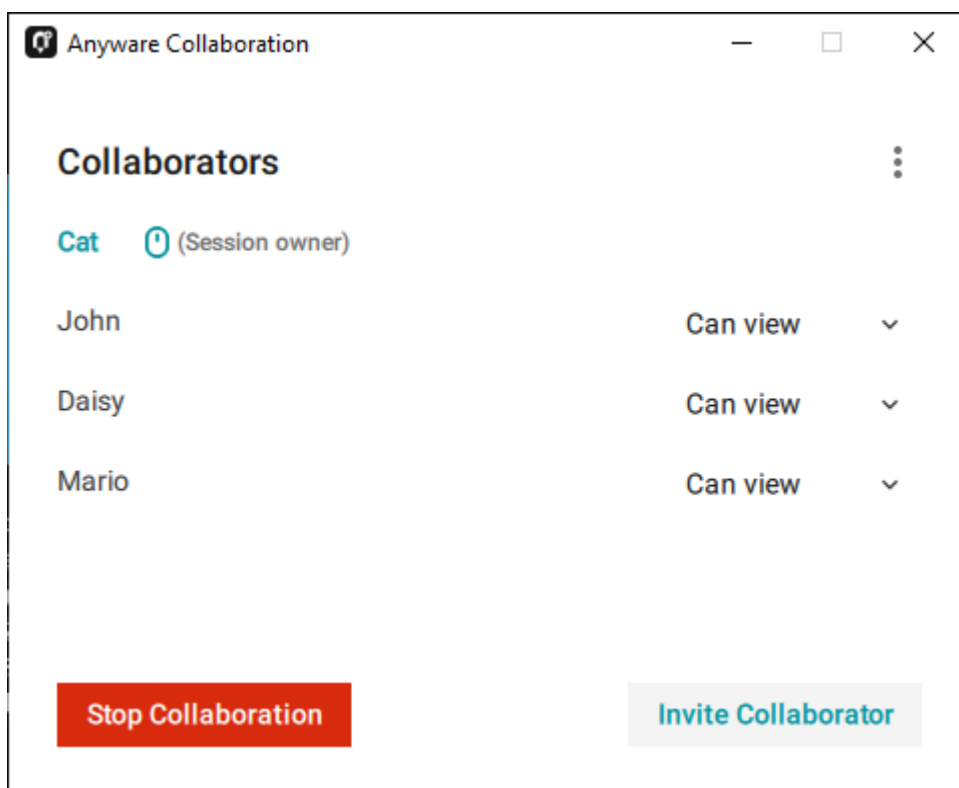 Anyware Collaboration
Collaborators
Cat (Session owner)
John Can view
Daisy Can view
Mario Can view
Stop Collaboration Invite Collaborator